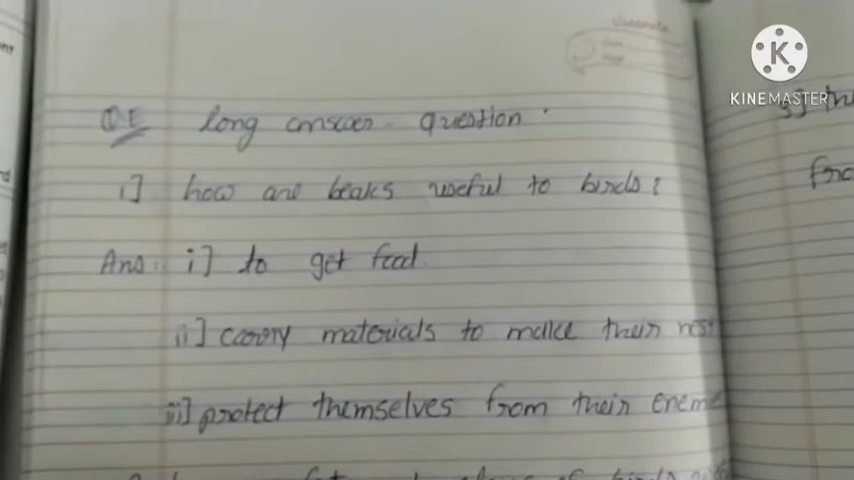 Q.E long answer question.
i] how are beaks useful to birds?
Ans. i] to get food.
ii] carry materials to make their nest
iii] protect themselves from their eneme
KINEMASTER